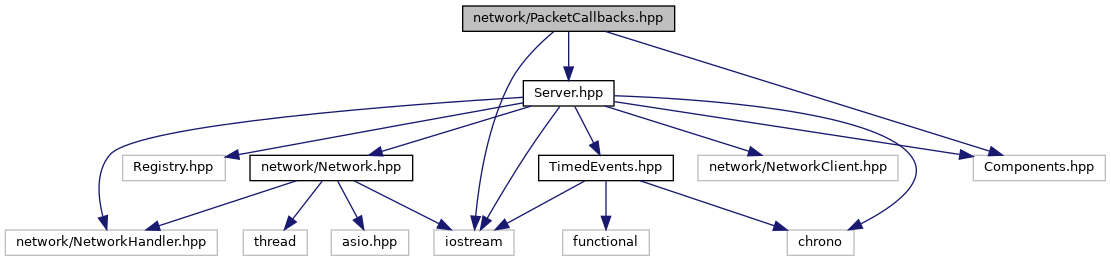 network/PacketCallbacks.hpp
Server.hpp
Registry.hpp
network/Network.hpp
TimedEvents.hpp
network/NetworkClient.hpp
Components.hpp
network/NetworkHandler.hpp
thread
asio.hpp
iostream
functional
chrono